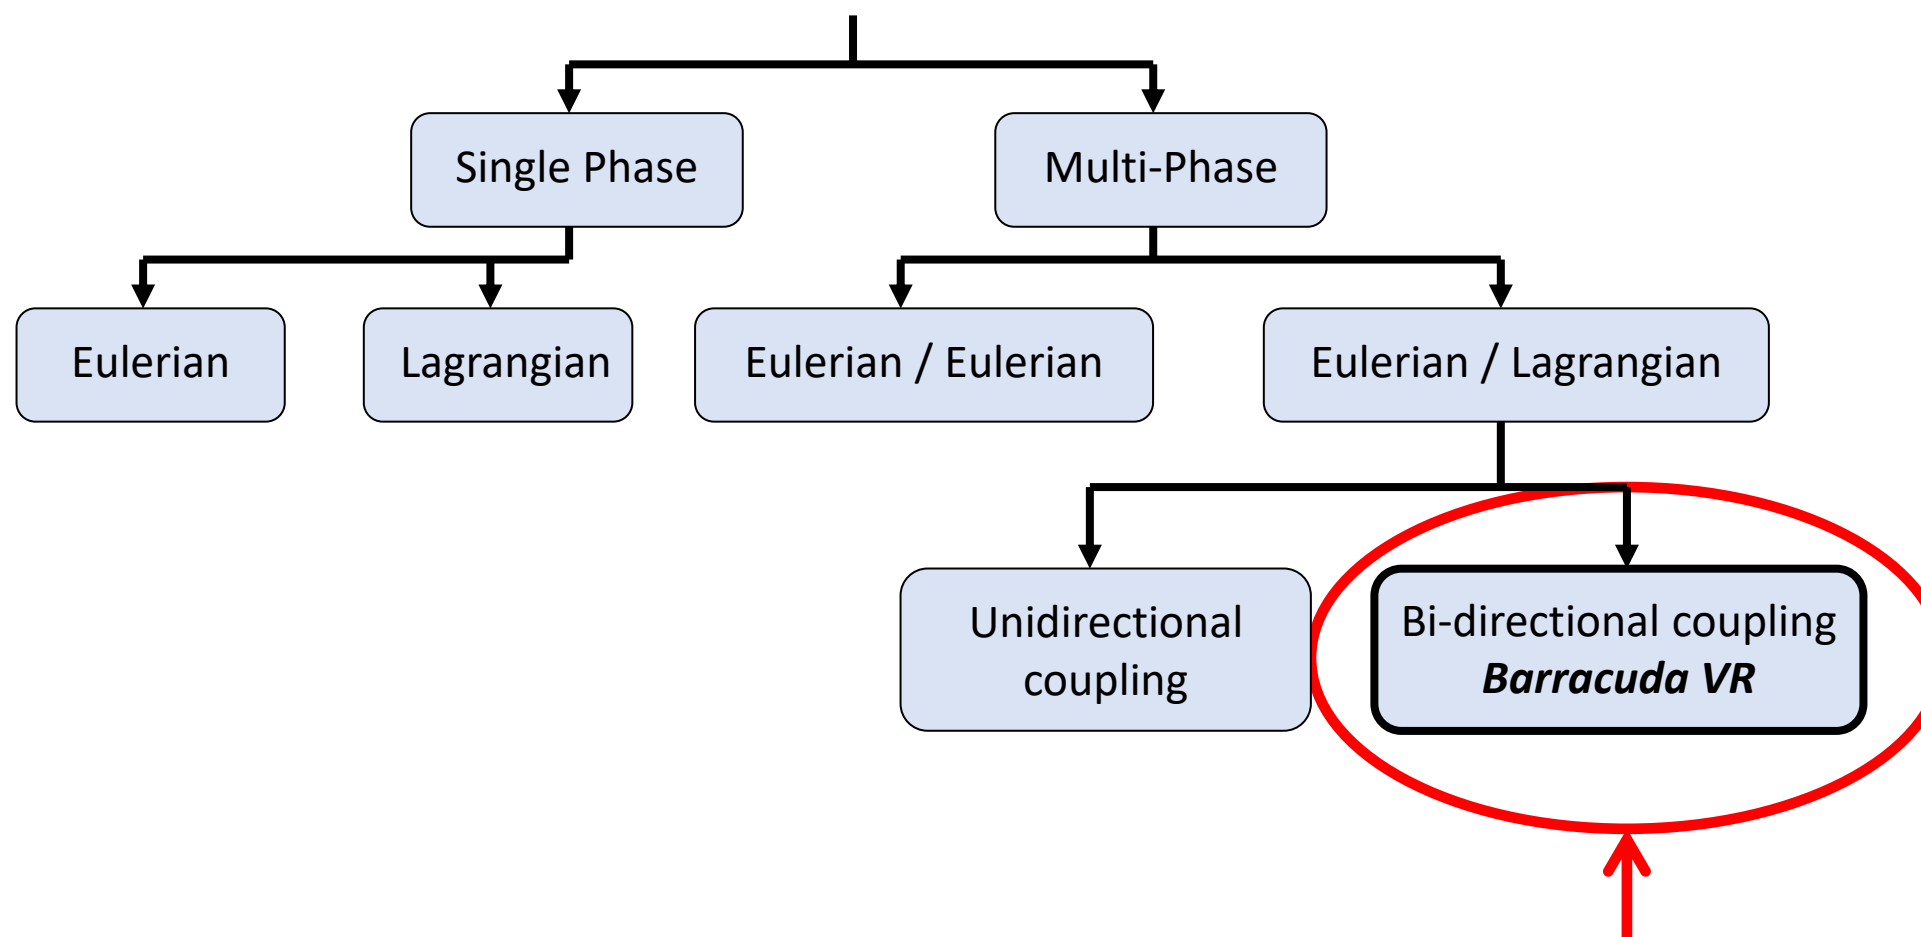 Single Phase
Multi-Phase
Eulerian
Lagrangian
Eulerian / Eulerian
Eulerian / Lagrangian
Unidirectional
coupling
Bi-directional coupling
Barracuda VR